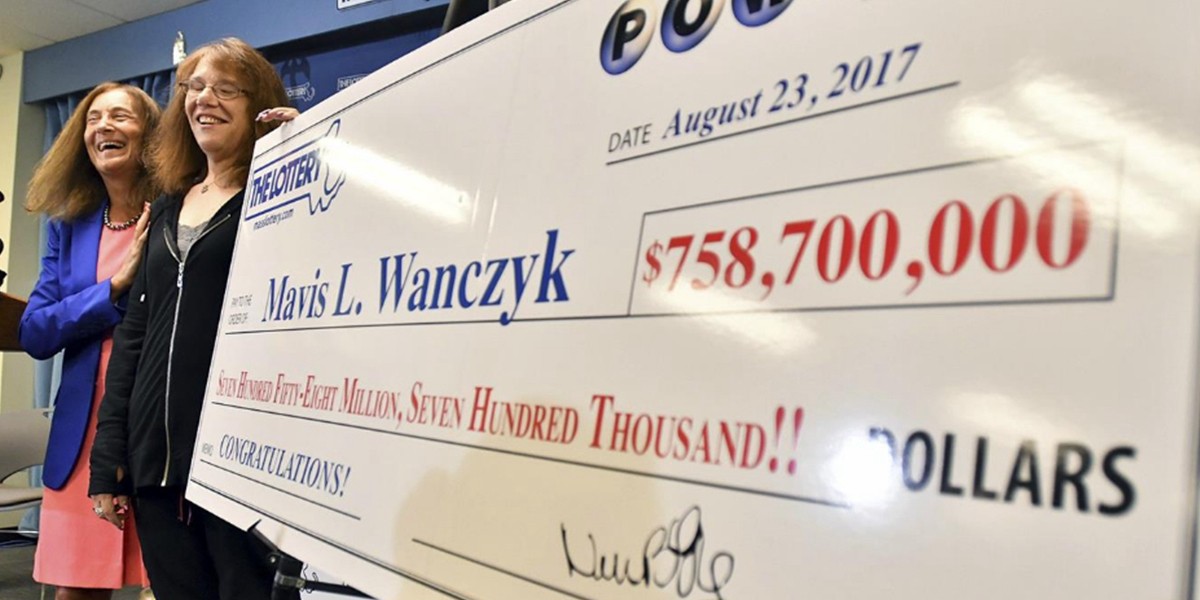 POW
DATE August 23, 2017
THE LOTTERY
masslottery.com
PAY TO THE
ORDER OF: Mavis L. Wanczyk $758,700,000
Seven Hundred Fifty-Eight Million, Seven Hundred Thousand!! DOLLARS
MEMO CONGRATULATIONS!